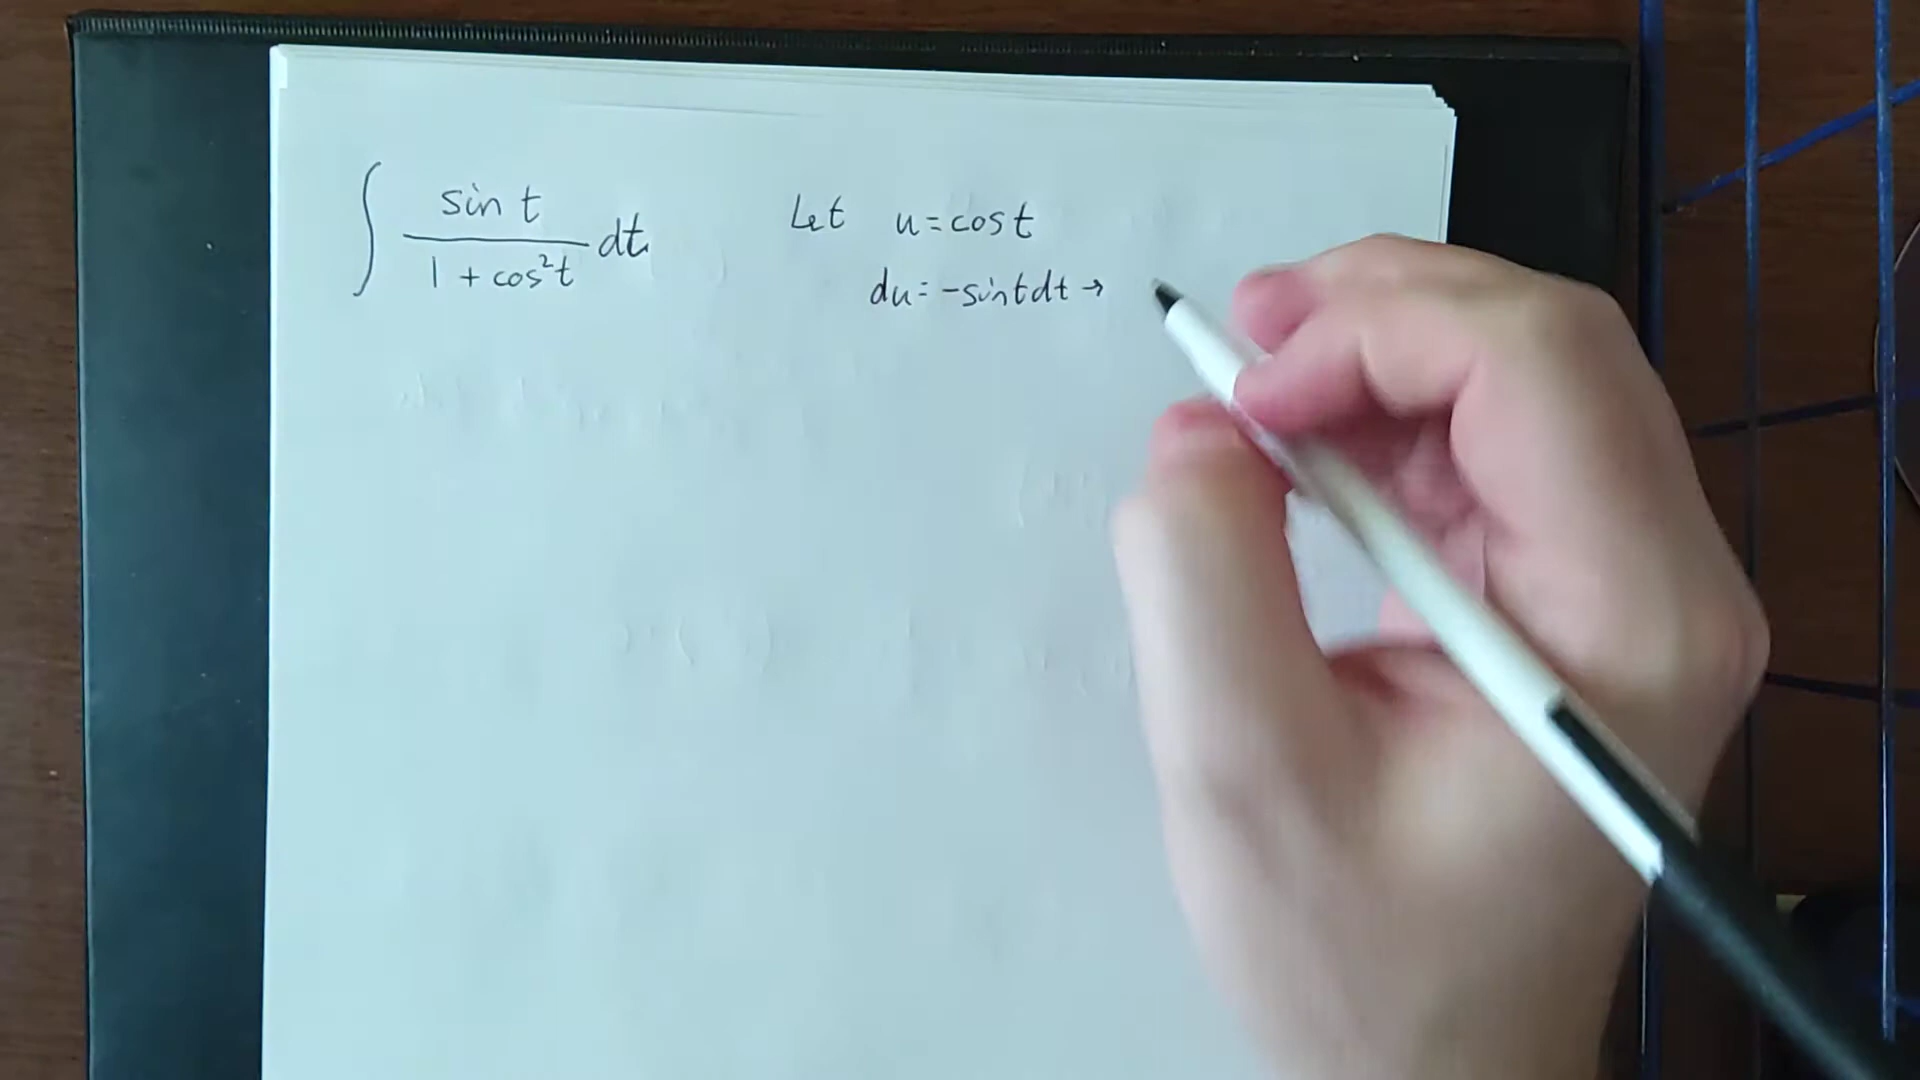 ∫ sin t / (1 + cos²t) dt    Let u = cos t
du = -sin t dt →